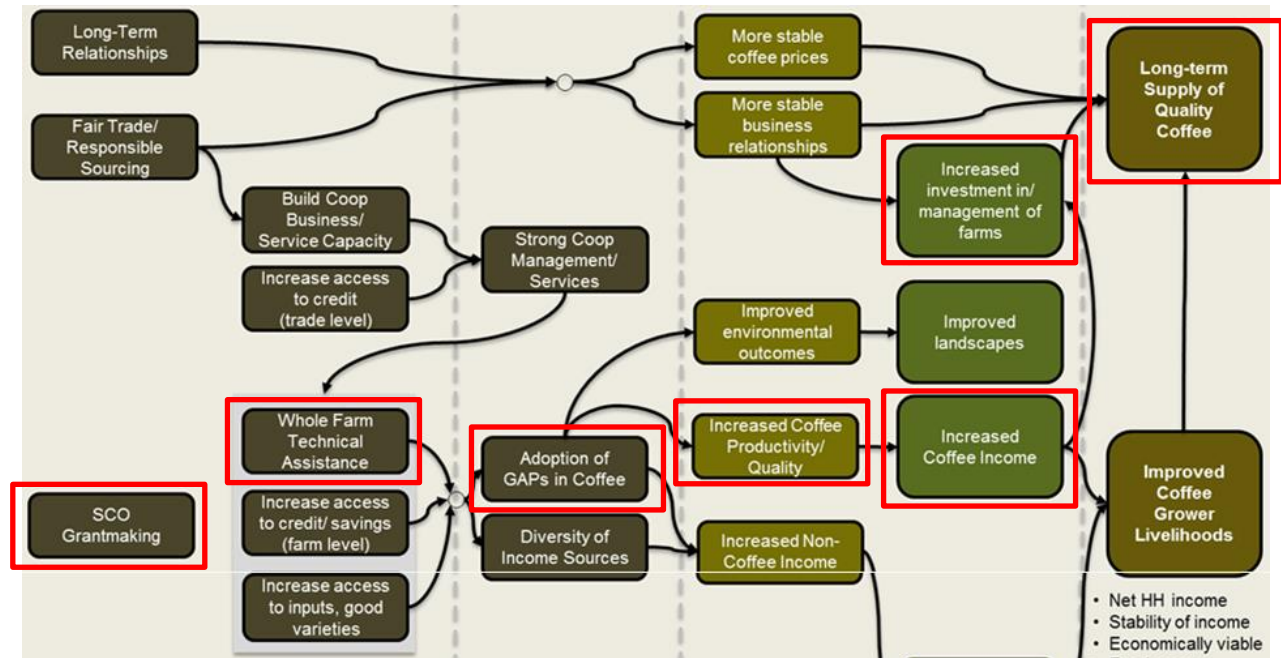 Long-Term
Relationships
Fair Trade/
Responsible
Sourcing
Build Coop
Business/
Service Capacity
Increase access
to credit
(trade level)
Strong Coop
Management/
Services
Whole Farm
Technical
Assistance
Increase access
to credit/ savings
(farm level)
Increase access
to inputs, good
varieties
SCO
Grantmaking
Adoption of
GAPs in Coffee
Diversity of
Income Sources
More stable
coffee prices
More stable
business
relationships
Improved
environmental
outcomes
Increased Coffee
Productivity/
Quality
Increased Non-
Coffee Income
Increased
investment in/
management of
farms
Improved
landscapes
Increased
Coffee Income
Long-term
Supply of
Quality
Coffee
Improved
Coffee
Grower
Livelihoods
• Net HH income
• Stability of income
• Economically viable